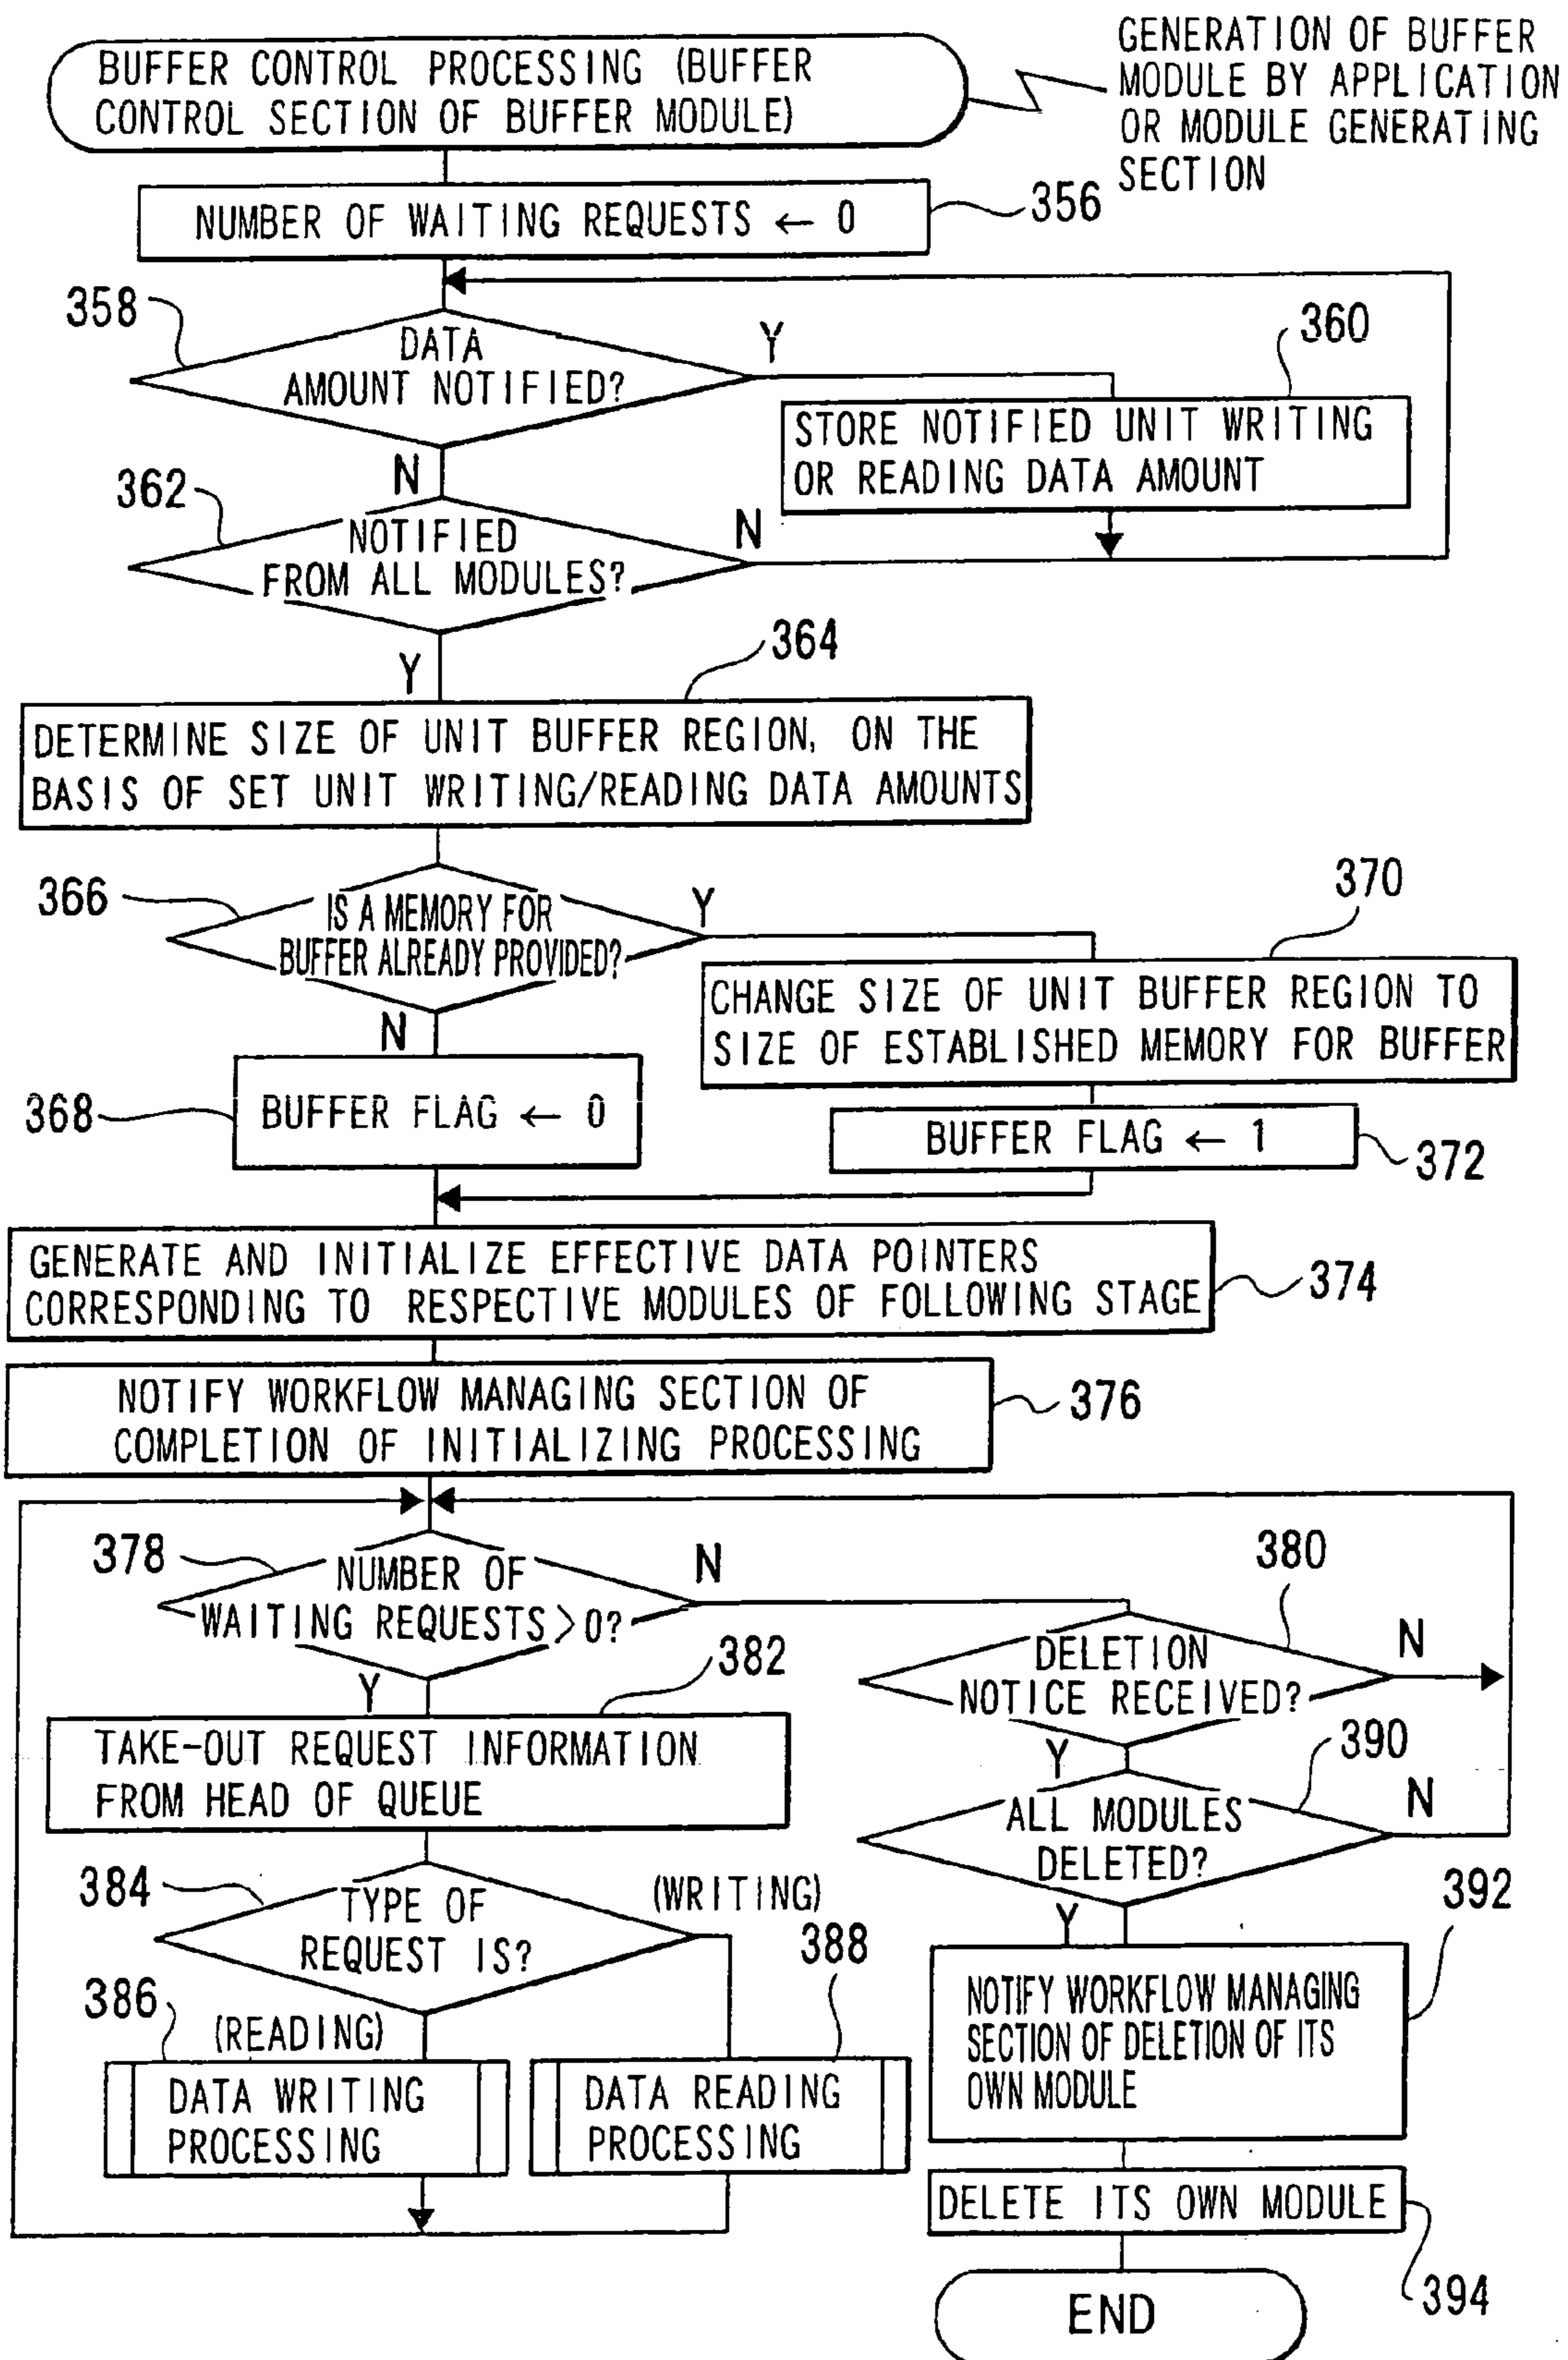 BUFFER CONTROL PROCESSING (BUFFER
CONTROL SECTION OF BUFFER MODULE)
GENERATION OF BUFFER
MODULE BY APPLICATION
OR MODULE GENERATING
SECTION
NUMBER OF WAITING REQUESTS ← 0
356
358
DATA
AMOUNT NOTIFIED?
Y
360
STORE NOTIFIED UNIT WRITING
OR READING DATA AMOUNT
N
362
NOTIFIED
FROM ALL MODULES?
N
Y
364
DETERMINE SIZE OF UNIT BUFFER REGION, ON THE
BASIS OF SET UNIT WRITING/READING DATA AMOUNTS
366
IS A MEMORY FOR
BUFFER ALREADY PROVIDED?
Y
370
CHANGE SIZE OF UNIT BUFFER REGION TO
SIZE OF ESTABLISHED MEMORY FOR BUFFER
N
368
BUFFER FLAG ← 0
BUFFER FLAG ← 1
372
GENERATE AND INITIALIZE EFFECTIVE DATA POINTERS
CORRESPONDING TO RESPECTIVE MODULES OF FOLLOWING STAGE
374
NOTIFY WORKFLOW MANAGING SECTION OF
COMPLETION OF INITIALIZING PROCESSING
376
378
NUMBER OF
WAITING REQUESTS>0?
N
380
DELETION
NOTICE RECEIVED?
N
Y
382
TAKE-OUT REQUEST INFORMATION
FROM HEAD OF QUEUE
Y
390
ALL MODULES
DELETED?
N
384
TYPE OF
REQUEST IS?
(WRITING)
Y
392
NOTIFY WORKFLOW MANAGING
SECTION OF DELETION OF ITS
OWN MODULE
386
(READING)
388
DATA WRITING
PROCESSING
DATA READING
PROCESSING
DELETE ITS OWN MODULE
394
END